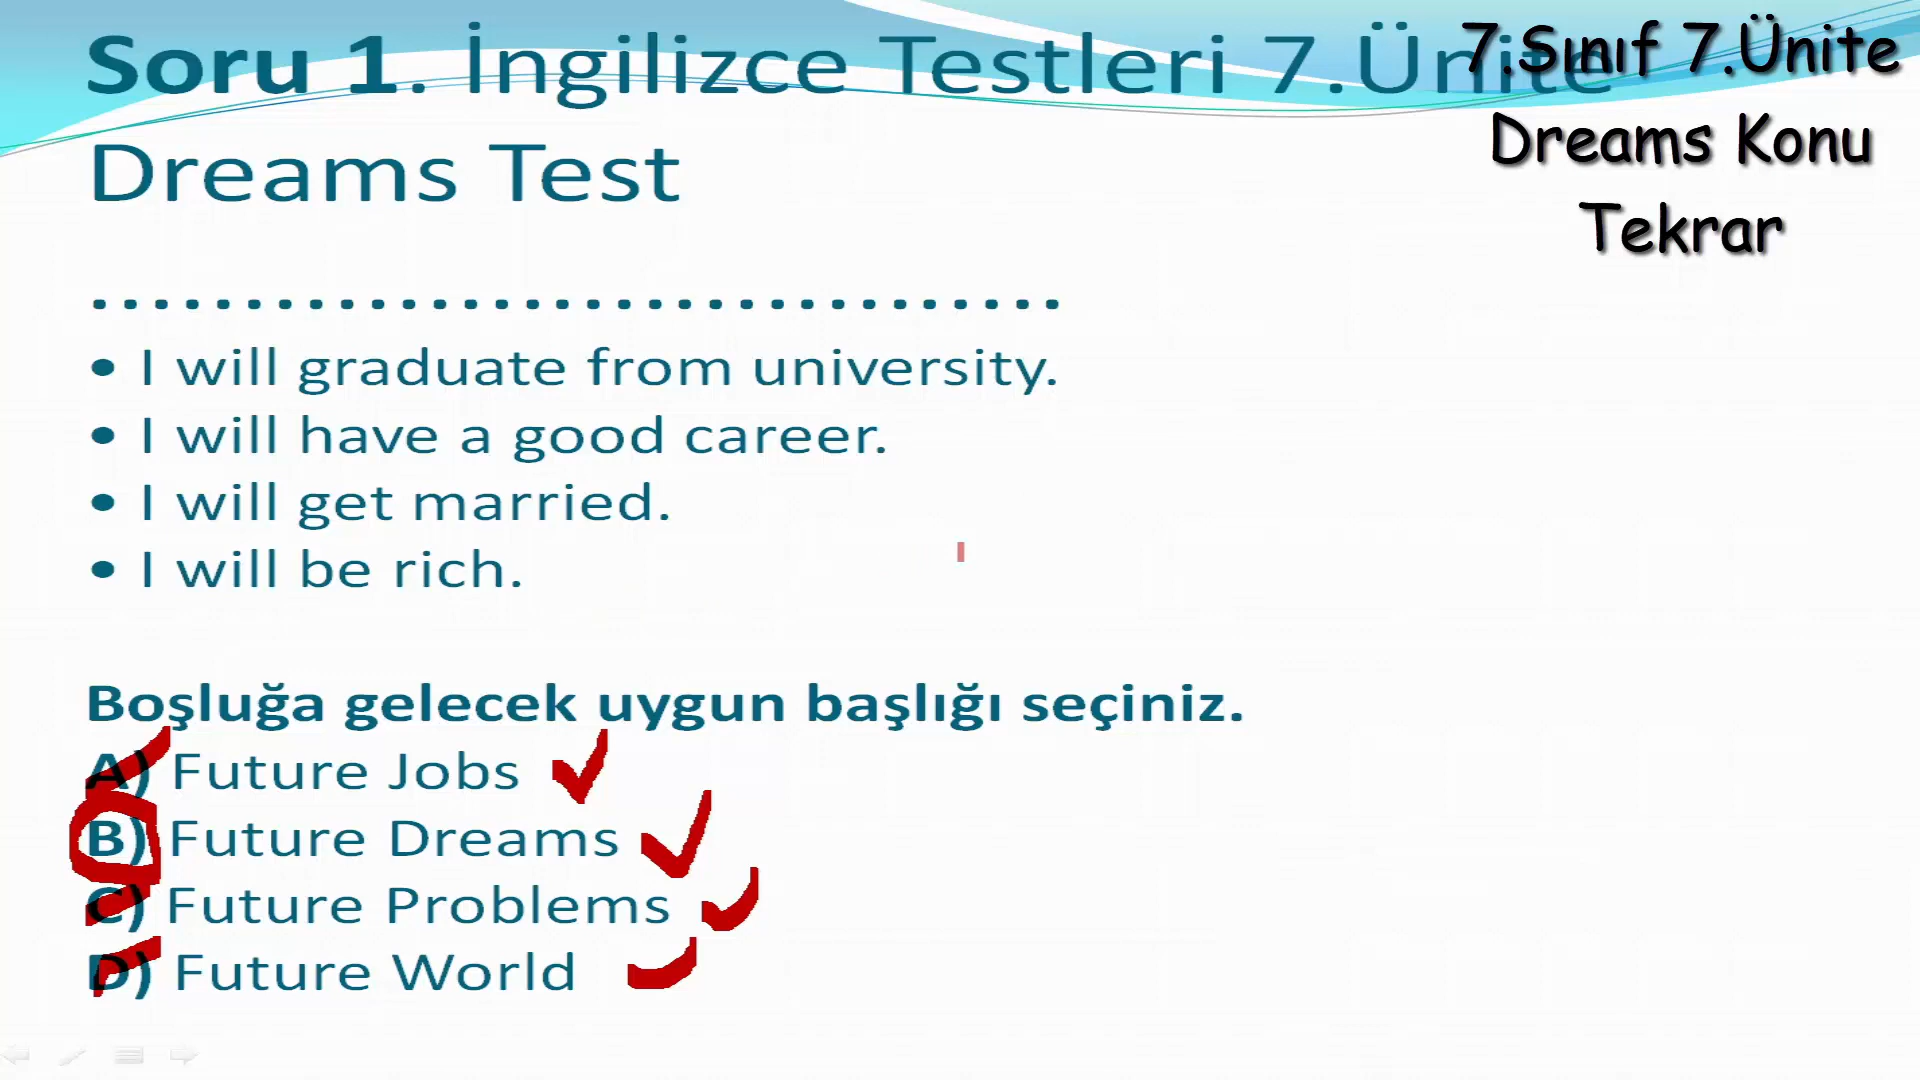 Soru 1. İngilizce Testleri 7.Ünite
Dreams Test
7.Sınıf 7.Ünite
Dreams Konu
Tekrar
................................
• I will graduate from university.
• I will have a good career.
• I will get married.
• I will be rich.
Boşluğa gelecek uygun başlığı seçiniz.
A) Future Jobs
B) Future Dreams
C) Future Problems
D) Future World